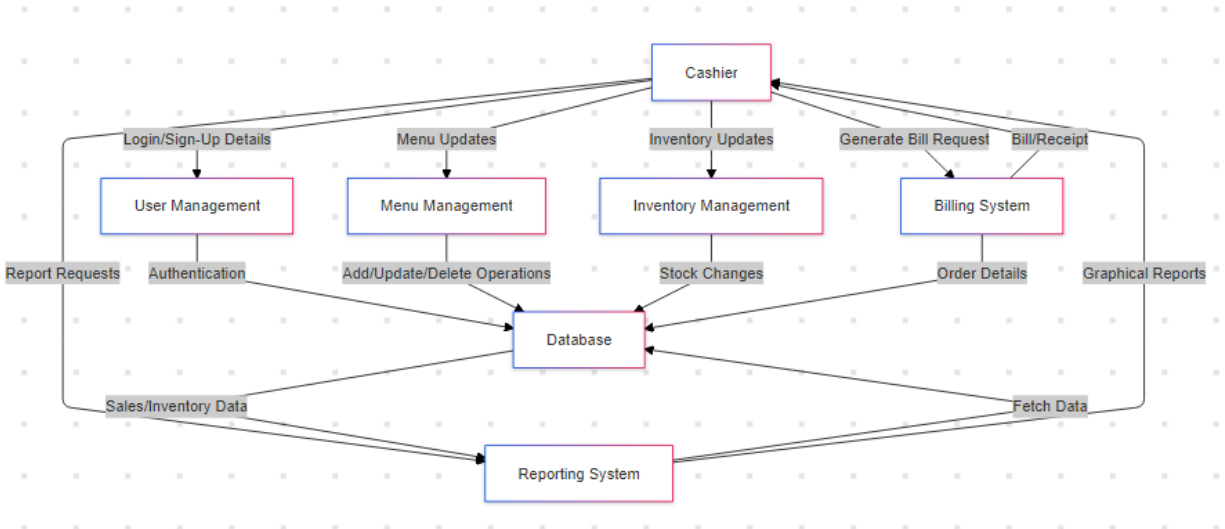 Cashier
Login/Sign-Up Details
Menu Updates
Inventory Updates
Generate Bill Request
Bill/Receipt
User Management
Menu Management
Inventory Management
Billing System
Report Requests
Authentication
Add/Update/Delete Operations
Stock Changes
Order Details
Graphical Reports
Database
Sales/Inventory Data
Fetch Data
Reporting System